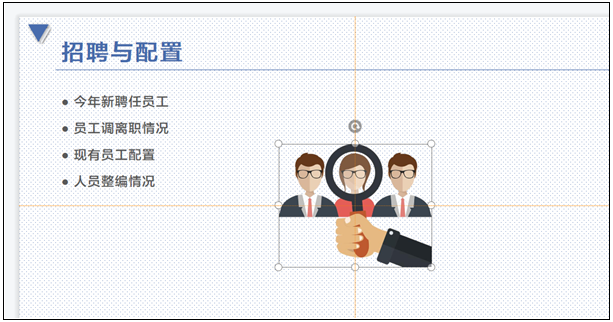 招聘与配置
● 今年新聘任员工
● 员工调离职情况
● 现有员工配置
● 人员整编情况